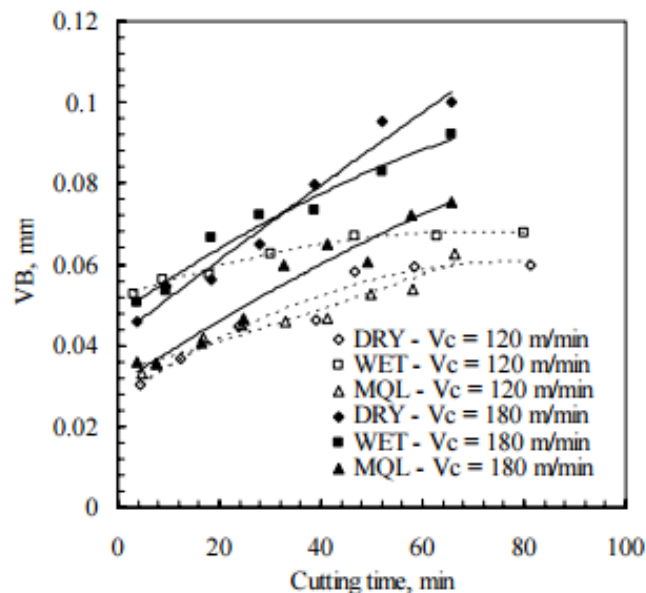 0.12
0.1
0.08
0.06
0.04
0.02
0
VB, mm
DRY - Vc = 120 m/min
WET - Vc = 120 m/min
MQL - Vc = 120 m/min
DRY - Vc = 180 m/min
WET - Vc = 180 m/min
MQL - Vc = 180 m/min
0 20 40 60 80 100
Cutting time, min